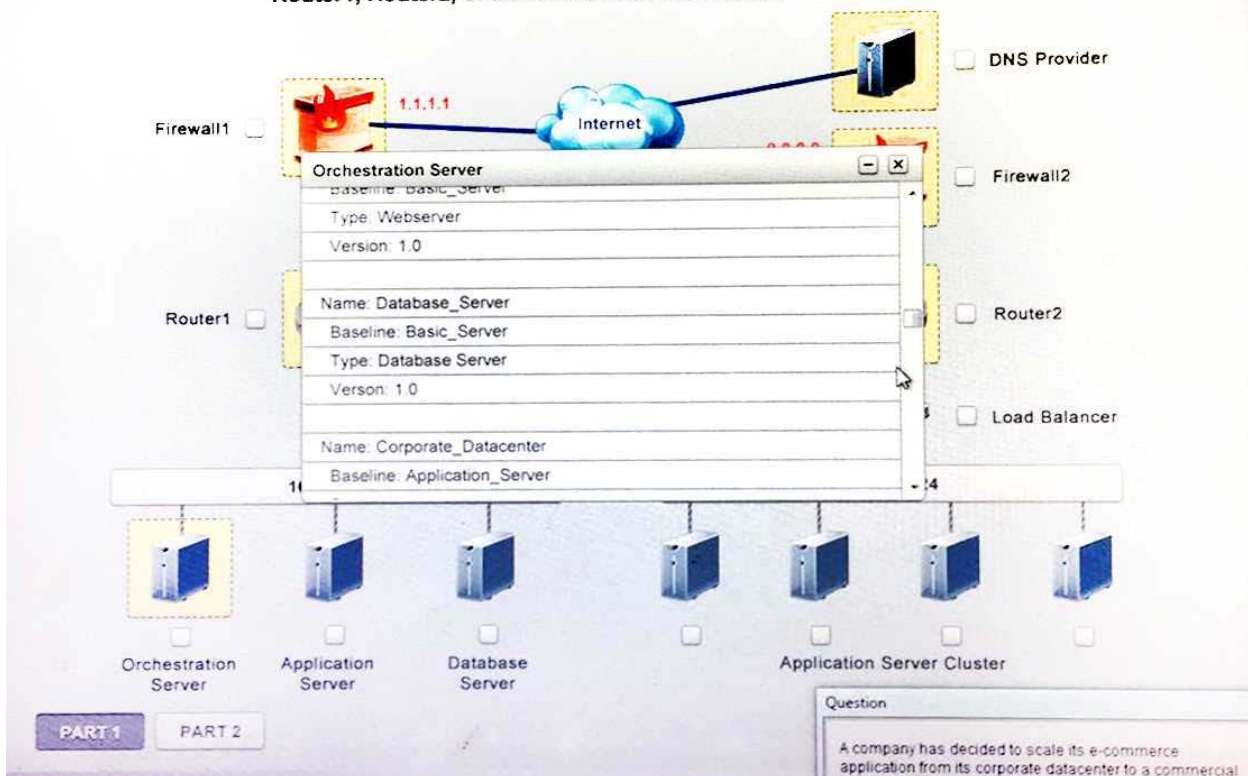 DNS Provider
1.1.1.1
Internet
Firewall1
Orchestration Server
Firewall2
Baseline: Basic_Server
Type: Webserver
Version: 1.0
Name: Database_Server
Router1
Router2
Baseline: Basic_Server
Type: Database Server
Verson: 1.0
Load Balancer
Name: Corporate_Datacenter
Baseline: Application_Server
Orchestration
Server
Application
Server
Database
Server
Application Server Cluster
Question
PART 1
PART 2
A company has decided to scale its e-commerce
application from its corporate datacenter to a commercial